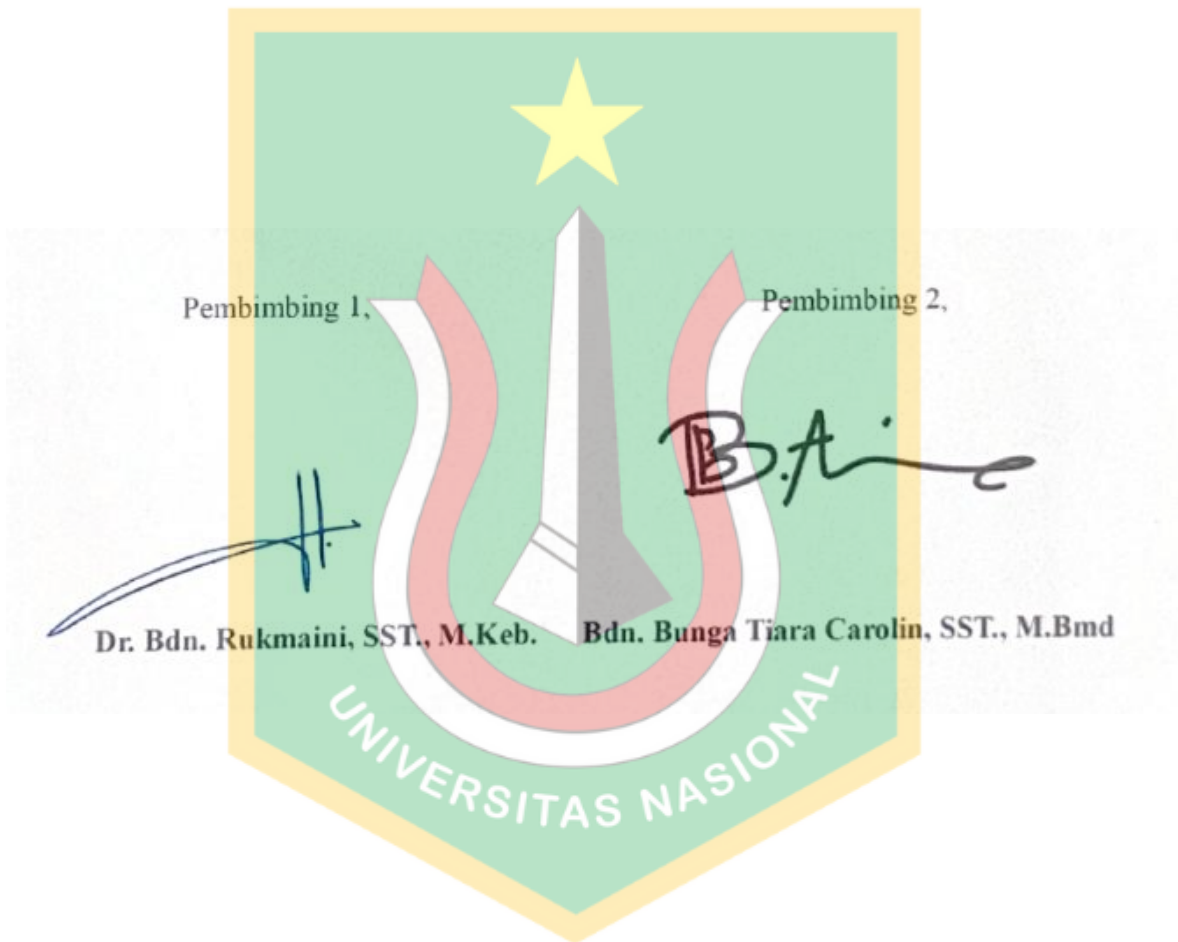 Pembimbing 1,
Pembimbing 2,
Dr. Bdn. Rukmaini, SST., M.Keb.
Bdn. Bunga Tiara Carolin, SST., M.Bmd
UNIVERSITAS NASIONAL